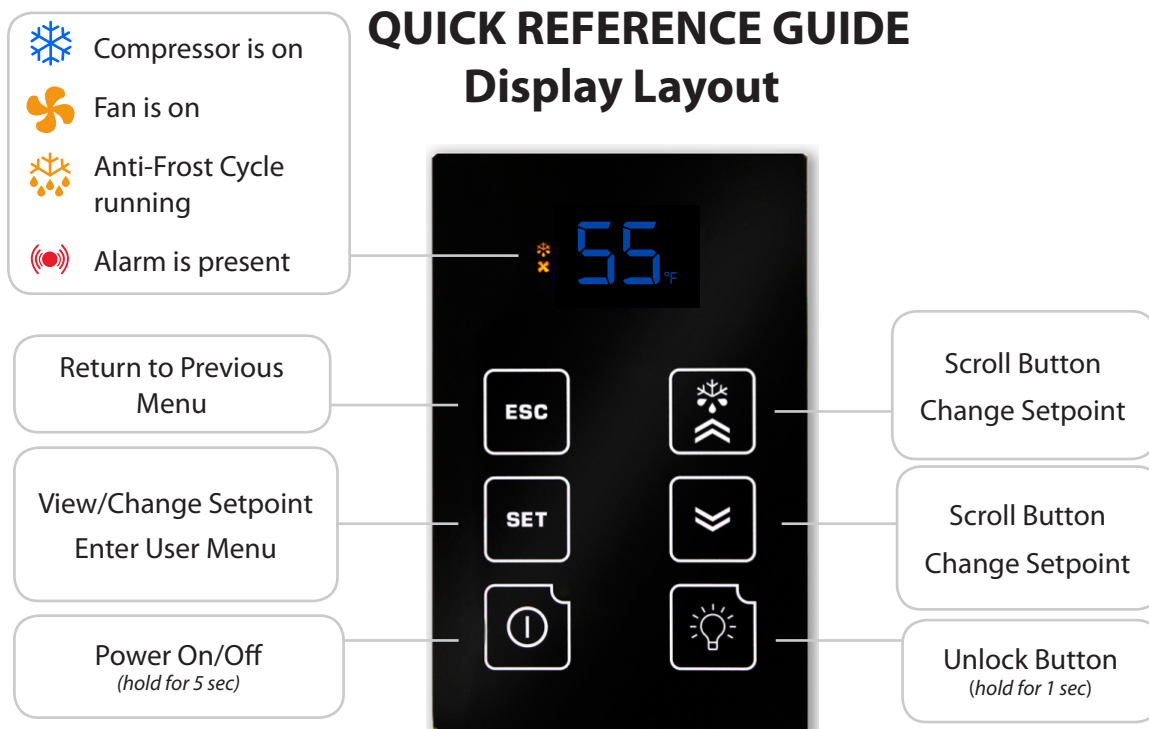 QUICK REFERENCE GUIDE
Display Layout
Compressor is on
Fan is on
Anti-Frost Cycle
running
Alarm is present
55
°F
Return to Previous
Menu
ESC
Scroll Button
Change Setpoint
View/Change Setpoint
Enter User Menu
SET
Scroll Button
Change Setpoint
Power On/Off
(hold for 5 sec)
Unlock Button
(hold for 1 sec)